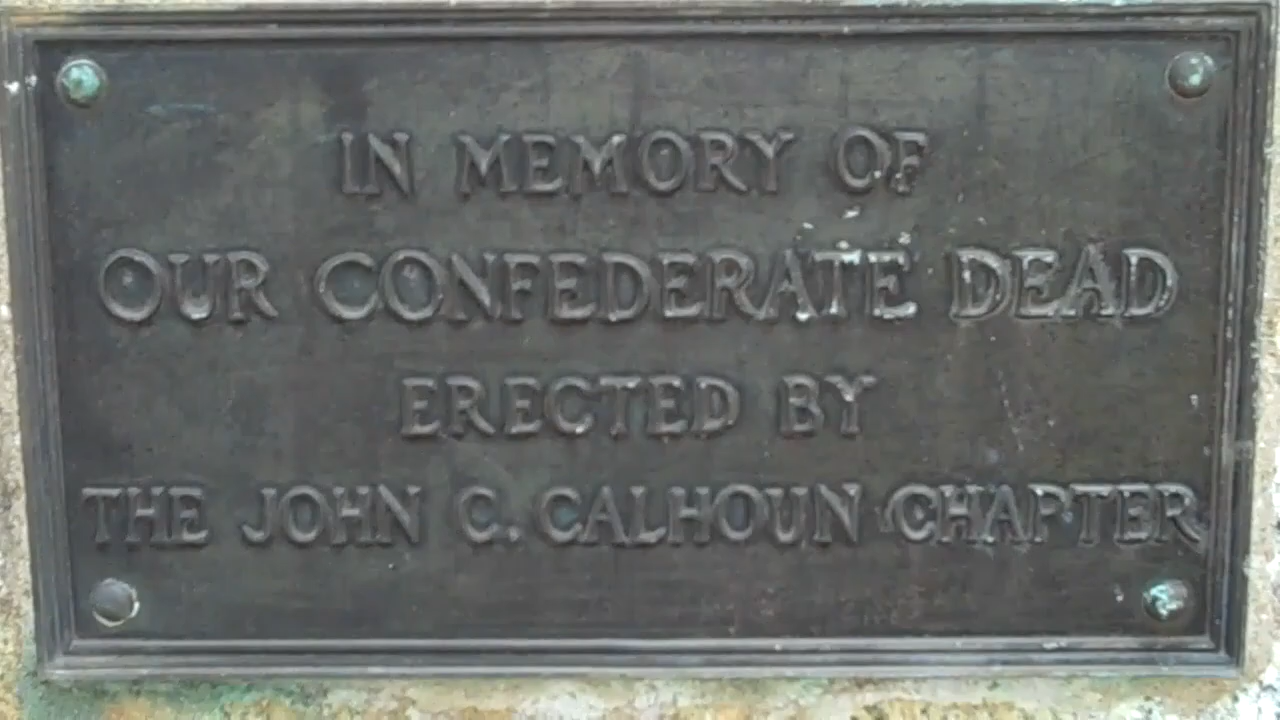 IN MEMORY OF
OUR CONFEDERATE DEAD
ERECTED BY
THE JOHN C. CALHOUN CHAPTER